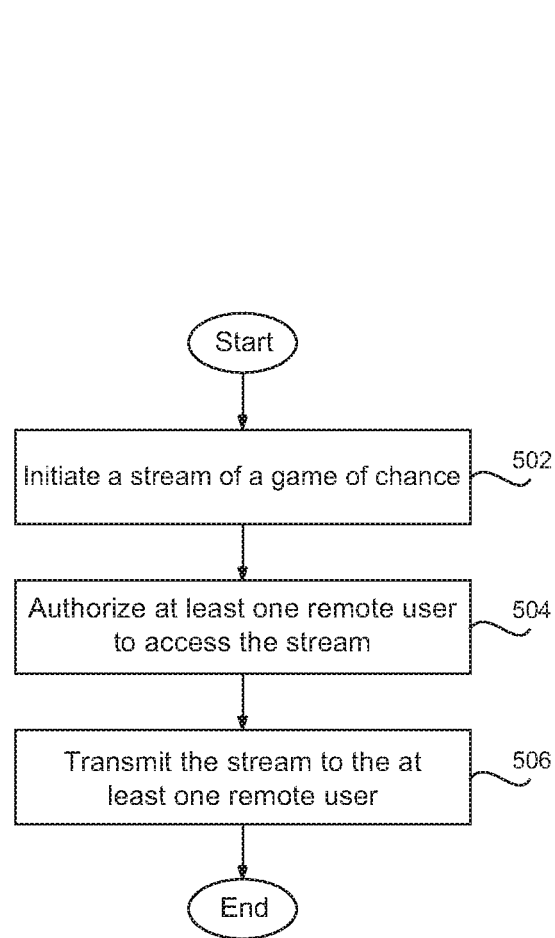 Start
Initiate a stream of a game of chance
502
Authorize at least one remote user
to access the stream
504
Transmit the stream to the at
least one remote user
506
End